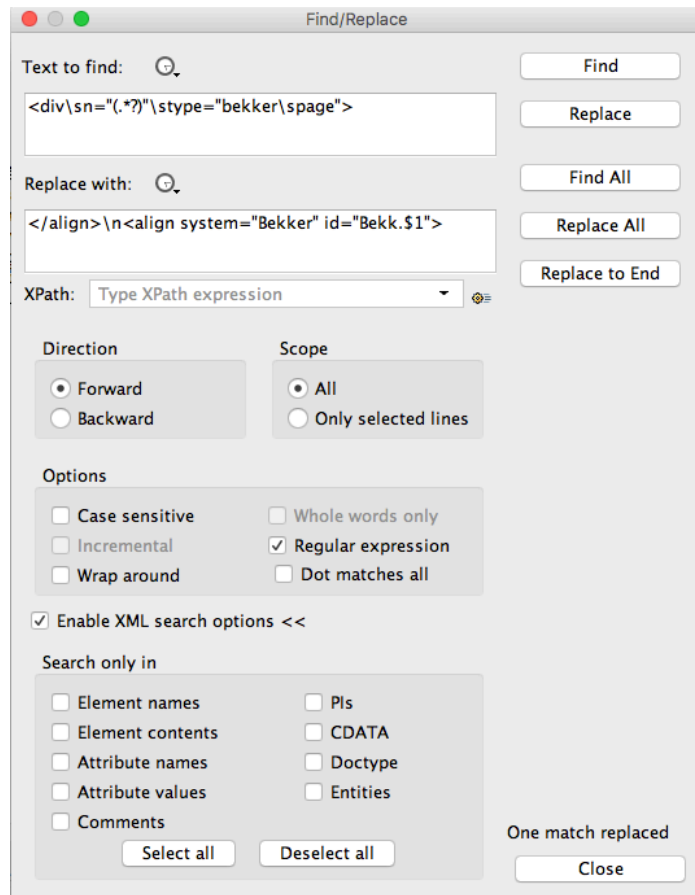 Find/Replace
Text to find:
Find
<div\sn="(.*?)"\stype="bekker\spage">
Replace
Replace with:
Find All
</align>\n<align system="Bekker" id="Bekk.$1">
Replace All
Replace to End
XPath: Type XPath expression
Direction Scope
Forward All
Backward Only selected lines
Options
Case sensitive Whole words only
Incremental Regular expression
Wrap around Dot matches all
Enable XML search options <<
Search only in
Element names PIs
Element contents CDATA
Attribute names Doctype
Attribute values Entities
Comments
Select all Deselect all
One match replaced
Close